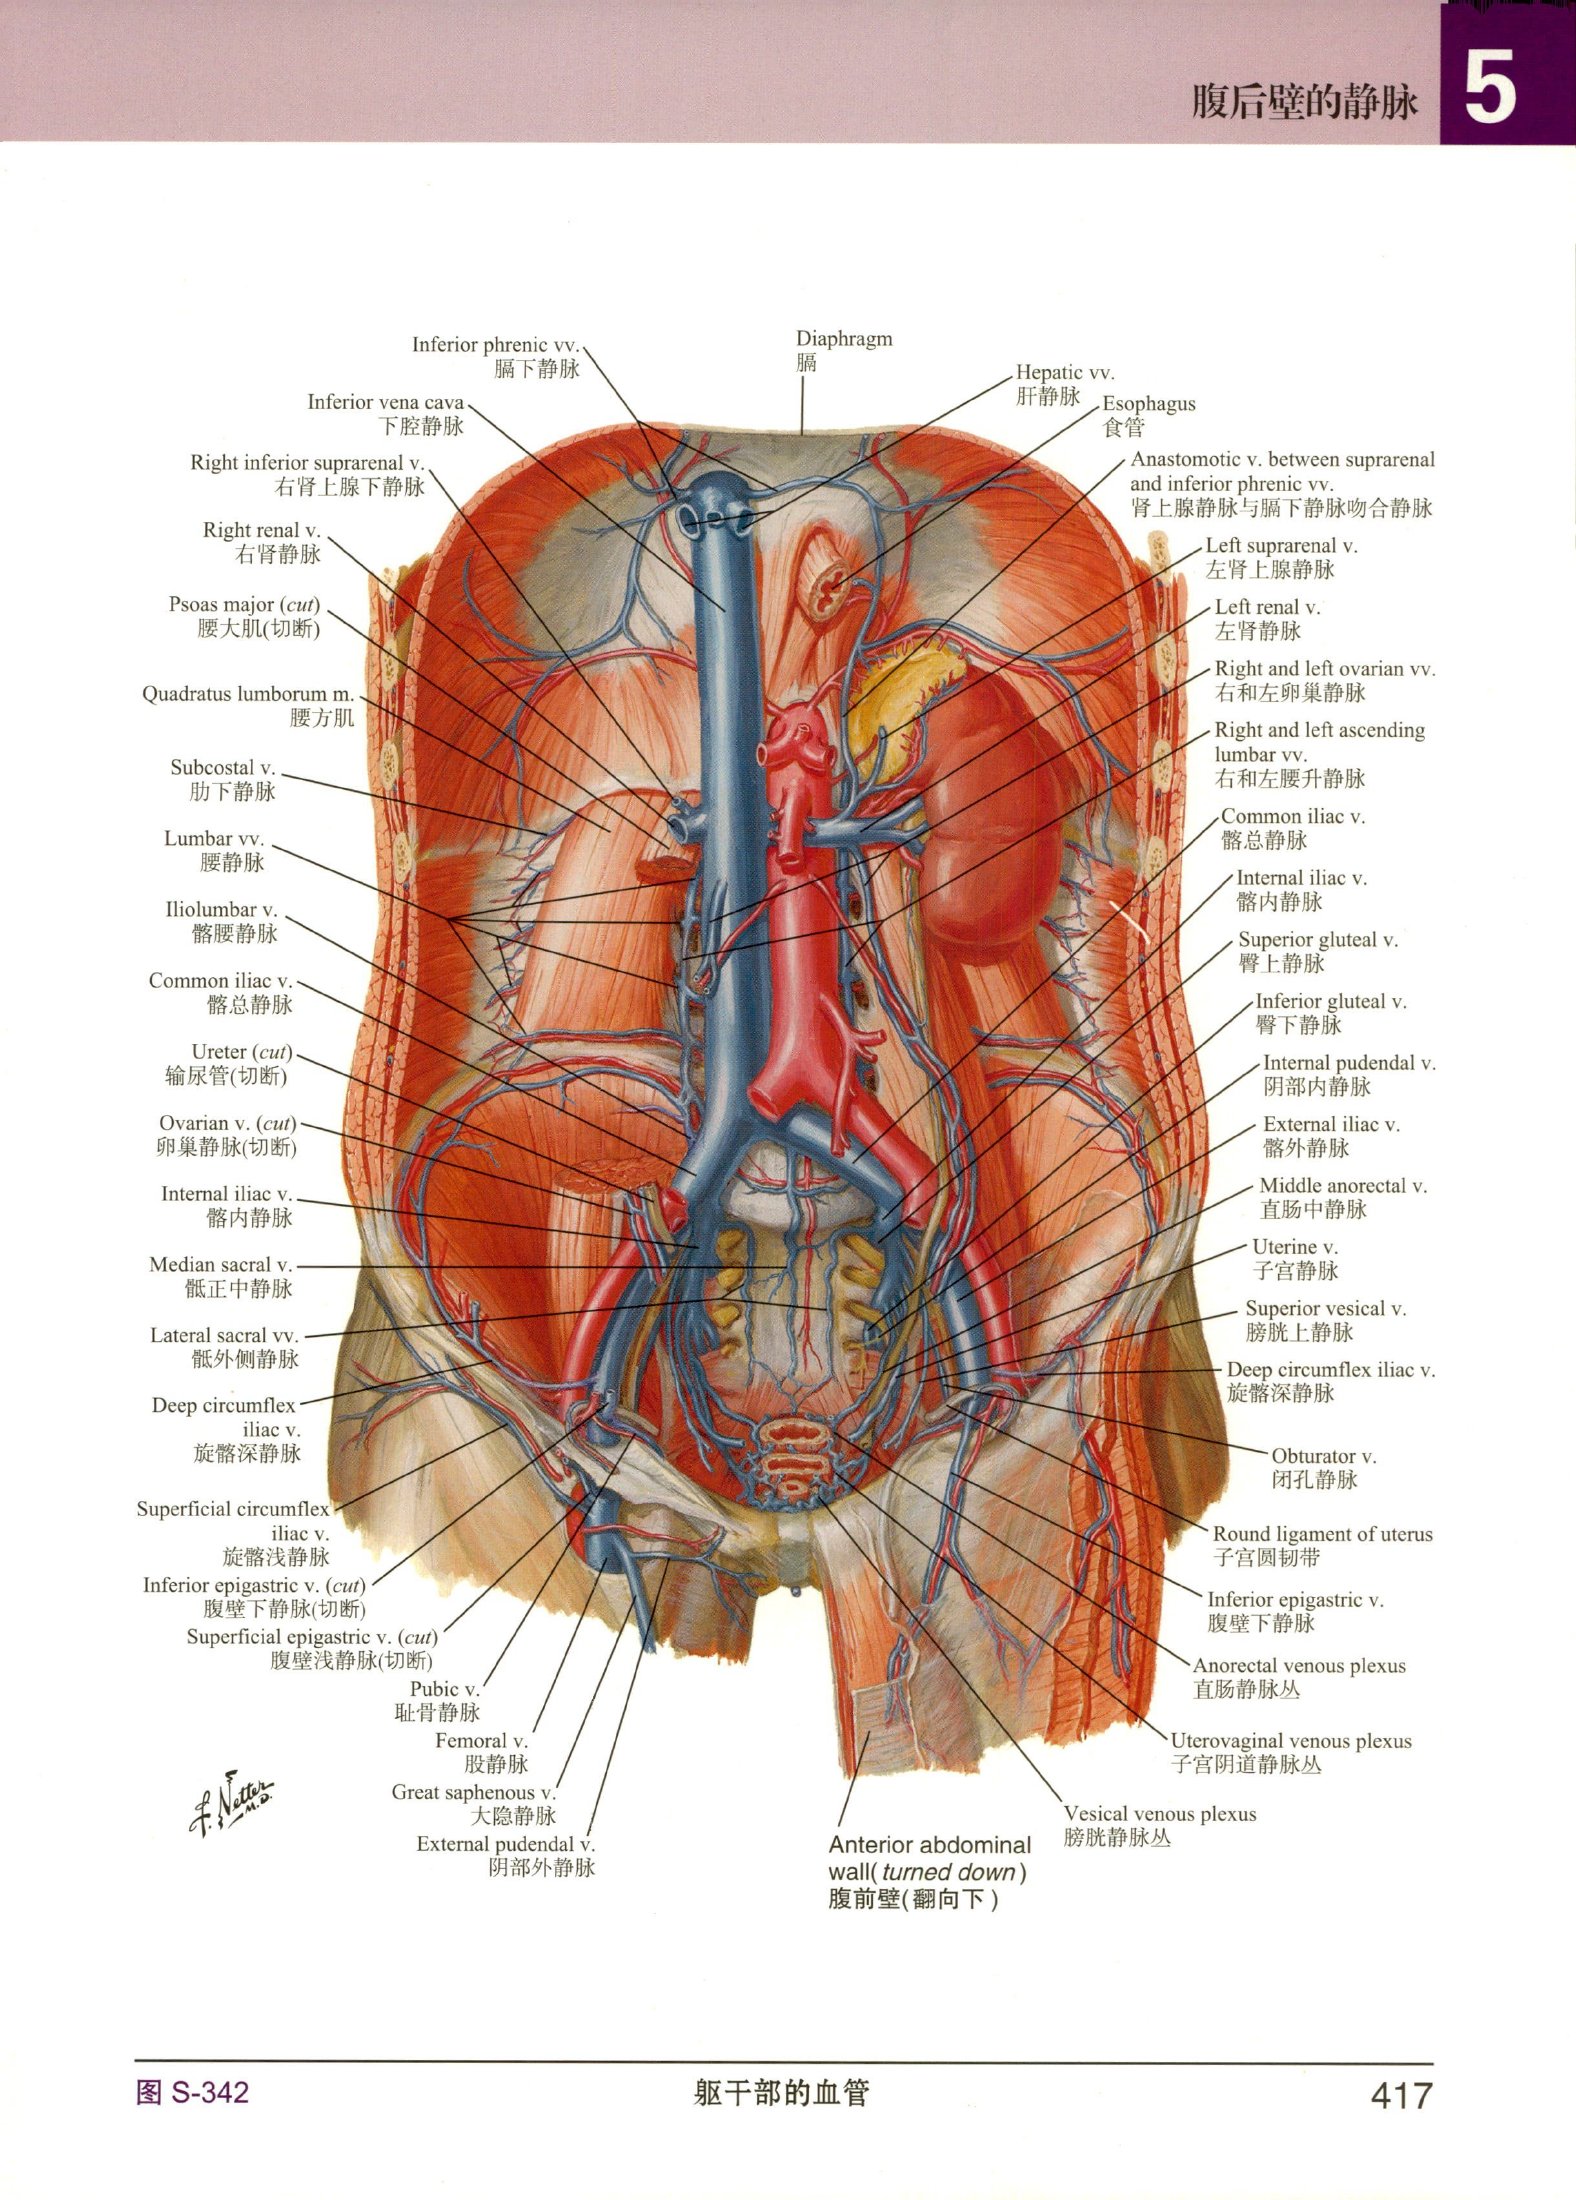 腹后壁的静脉
5
Inferior phrenic vv.
膈下静脉
Inferior vena cava
下腔静脉
Right inferior suprarenal v.
右肾上腺下静脉
Right renal v.
右肾静脉
Psoas major (cut)
腰大肌(切断)
Quadratus lumborum m.
腰方肌
Subcostal v.
肋下静脉
Lumbar vv.
腰静脉
Iliolumbar v.
髂腰静脉
Common iliac v.
髂总静脉
Ureter (cut)
输尿管(切断)
Ovarian v. (cut)
卵巢静脉(切断)
Internal iliac v.
髂内静脉
Median sacral v.
骶正中静脉
Lateral sacral vv.
骶外侧静脉
Deep circumflex
iliac v.
旋髂深静脉
Superficial circumflex
iliac v.
旋髂浅静脉
Inferior epigastric v. (cut)
腹壁下静脉(切断)
Superficial epigastric v. (cut)
腹壁浅静脉(切断)
Pubic v.
耻骨静脉
Femoral v.
股静脉
Great saphenous v.
大隐静脉
External pudendal v.
阴部外静脉
Diaphragm
膈
Hepatic vv.
肝静脉
Esophagus
食管
Anastomotic v. between suprarenal
and inferior phrenic vv.
肾上腺静脉与膈下静脉吻合静脉
Left suprarenal v.
左肾上腺静脉
Left renal v.
左肾静脉
Right and left ovarian vv.
右和左卵巢静脉
Right and left ascending
lumbar vv.
右和左腰升静脉
Common iliac v.
髂总静脉
Internal iliac v.
髂内静脉
Superior gluteal v.
臀上静脉
Inferior gluteal v.
臀下静脉
Internal pudendal v.
阴部内静脉
External iliac v.
髂外静脉
Middle anorectal v.
直肠中静脉
Uterine v.
子宫静脉
Superior vesical v.
膀胱上静脉
Deep circumflex iliac v.
旋髂深静脉
Obturator v.
闭孔静脉
Round ligament of uterus
子宫圆韧带
Inferior epigastric v.
腹壁下静脉
Anorectal venous plexus
直肠静脉丛
Uterovaginal venous plexus
子宫阴道静脉丛
Vesical venous plexus
膀胱静脉丛
Anterior abdominal
wall(turned down)
腹前壁(翻向下)
F. Netter
M.D.
图 S-342
躯干部的血管
417